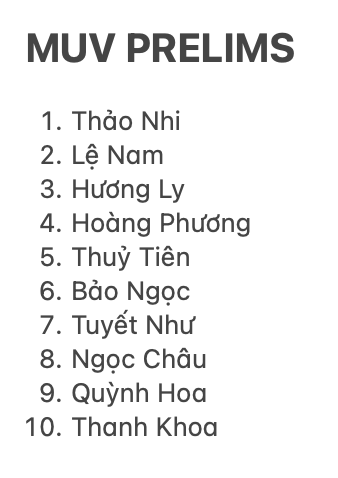 MUV PRELIMS
1. Thảo Nhi
2. Lệ Nam
3. Hương Ly
4. Hoàng Phương
5. Thuỷ Tiên
6. Bảo Ngọc
7. Tuyết Như
8. Ngọc Châu
9. Quỳnh Hoa
10. Thanh Khoa